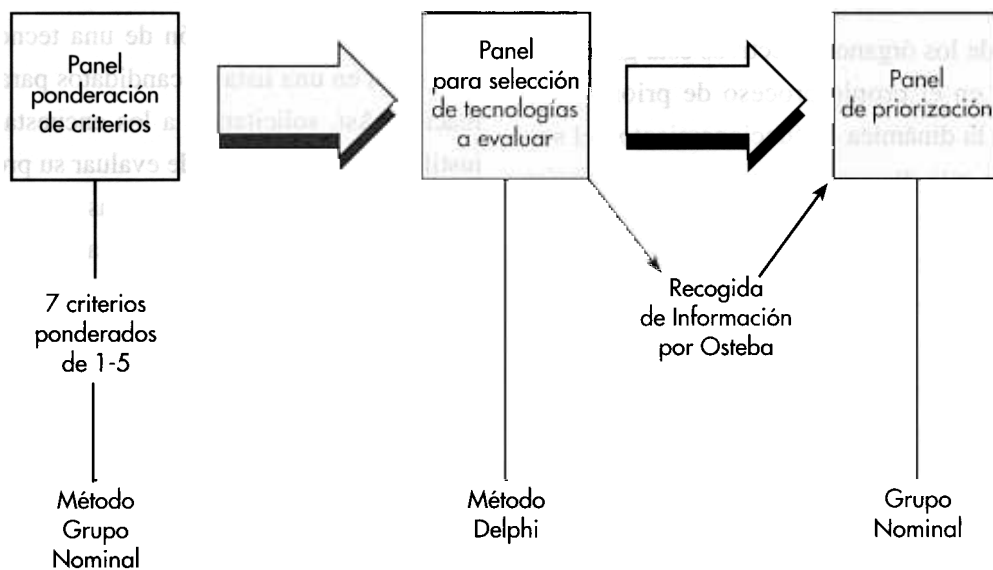 Panel
ponderación
de criterios
Panel
para selección
de tecnologías
a evaluar
Panel
de priorización
7 criterios
ponderados
de 1-5
Recogida
de Información
por Osteba
Método
Grupo
Nominal
Método
Delphi
Grupo
Nominal